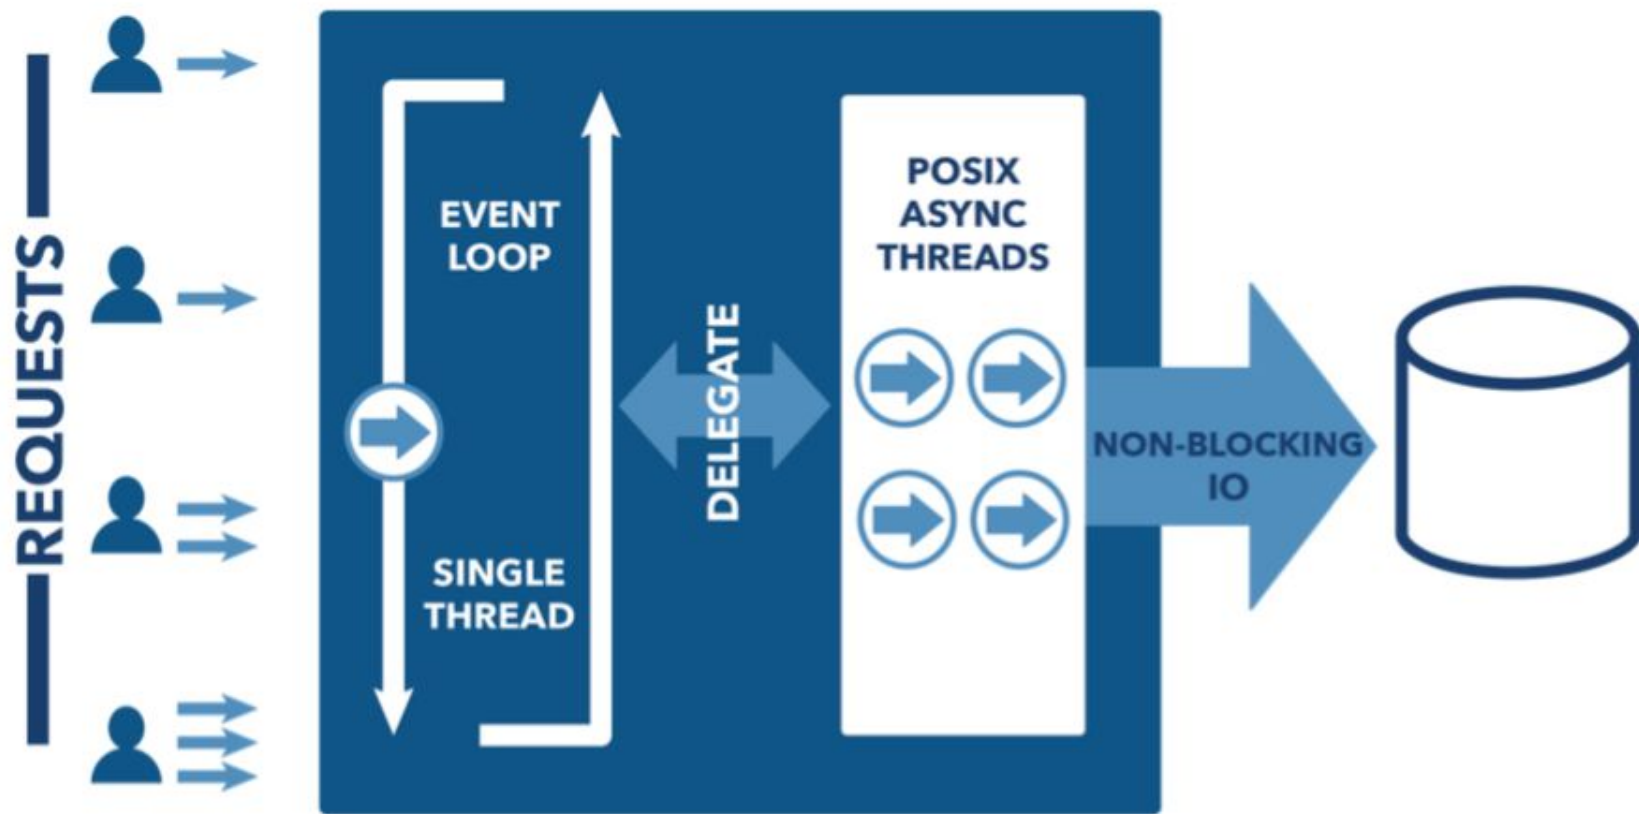 REQUESTS
EVENT
LOOP
SINGLE
THREAD
DELEGATE
POSIX
ASYNC
THREADS
NON-BLOCKING
IO